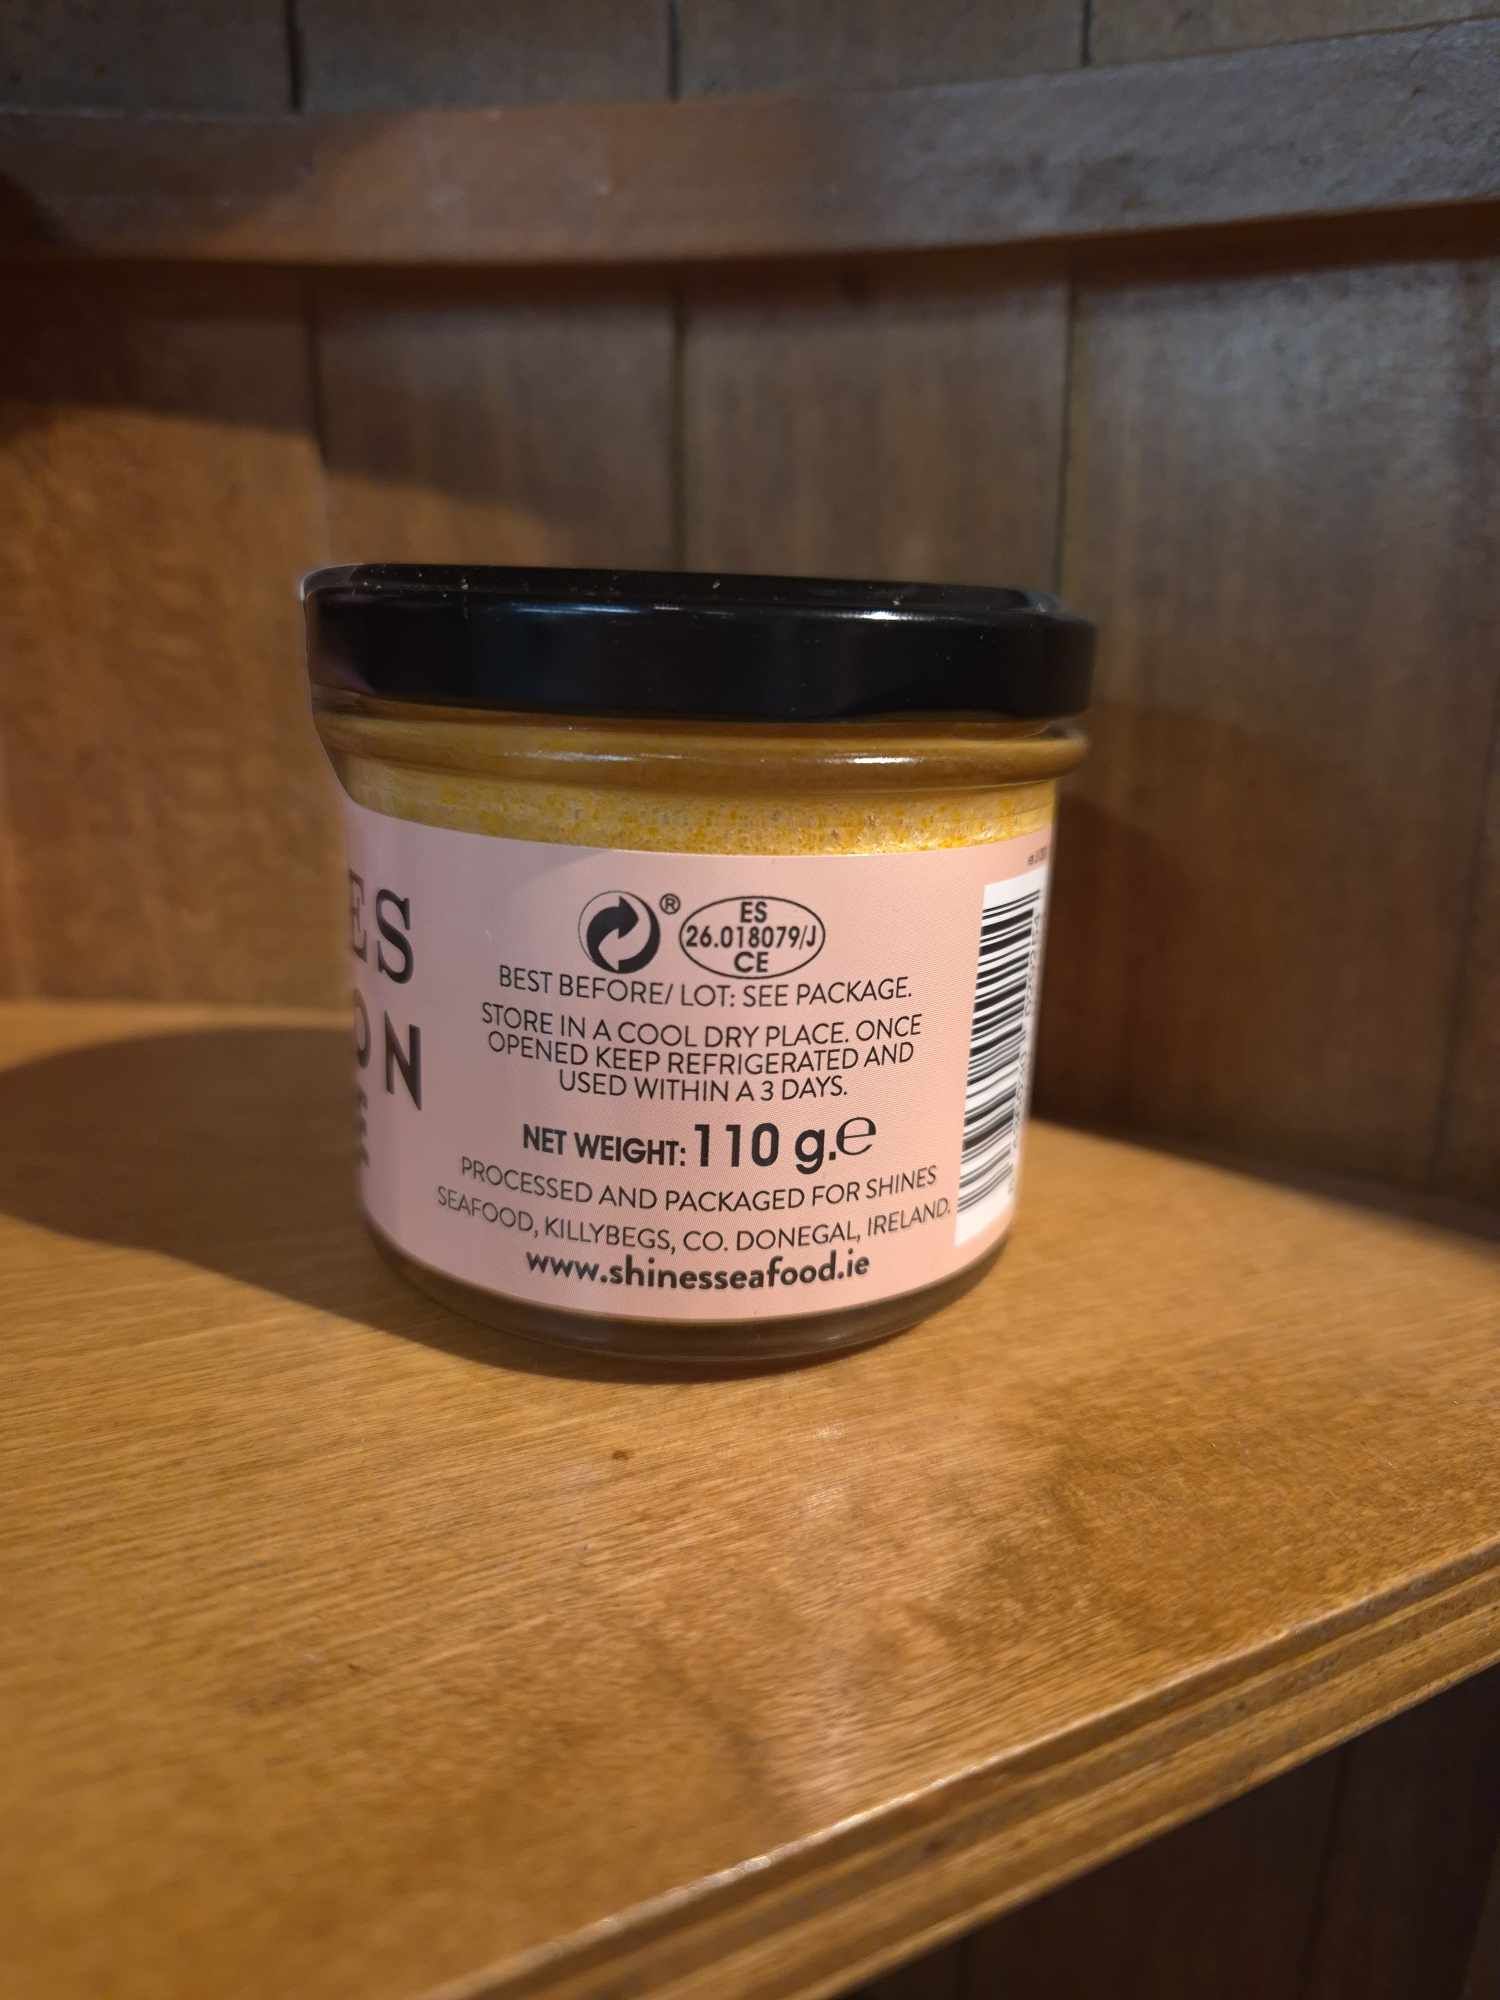 ES
ON
®
ES
26.018079/J
CE
BEST BEFORE/ LOT: SEE PACKAGE.
STORE IN A COOL DRY PLACE. ONCE
OPENED KEEP REFRIGERATED AND
USED WITHIN A 3 DAYS.
NET WEIGHT: 110 g.e
PROCESSED AND PACKAGED FOR SHINES
SEAFOOD, KILLYBEGS, CO. DONEGAL, IRELAND.
www.shinesseafood.ie